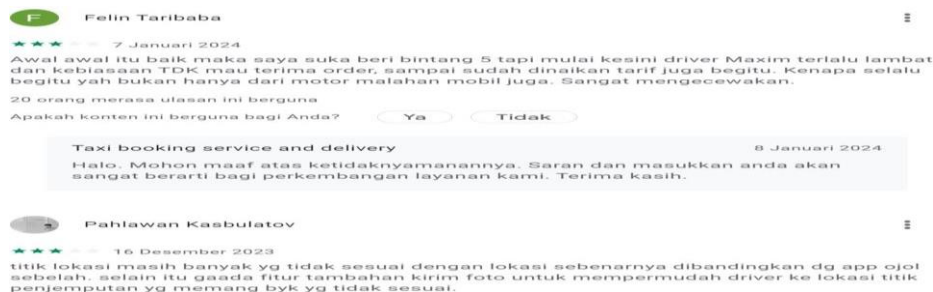 F
Felin Taribaba
7 Januari 2024
Awal awal itu baik maka saya suka beri bintang 5 tapi mulai kesini driver Maxim terlalu lambat
dan kebiasaan TDK mau terima order, sampai sudah dinaikan tarif juga begitu. Kenapa selalu
begitu yah bukan hanya dari motor malahan mobil juga. Sangat mengecewakan.
20 orang merasa ulasan ini berguna
Apakah konten ini berguna bagi Anda? Ya Tidak
Taxi booking service and delivery 8 Januari 2024
Halo. Mohon maaf atas ketidaknyamanannya. Saran dan masukkan anda akan
sangat berarti bagi perkembangan layanan kami. Terima kasih.
Pahlawan Kasbulatov
16 Desember 2023
titik lokasi masih banyak yg tidak sesuai dengan lokasi sebenarnya dibandingkan dg app ojol
sebelah. selain itu gaada fitur tambahan kirim foto untuk mempermudah driver ke lokasi titik
penjemputan yg memang byk yg tidak sesuai.